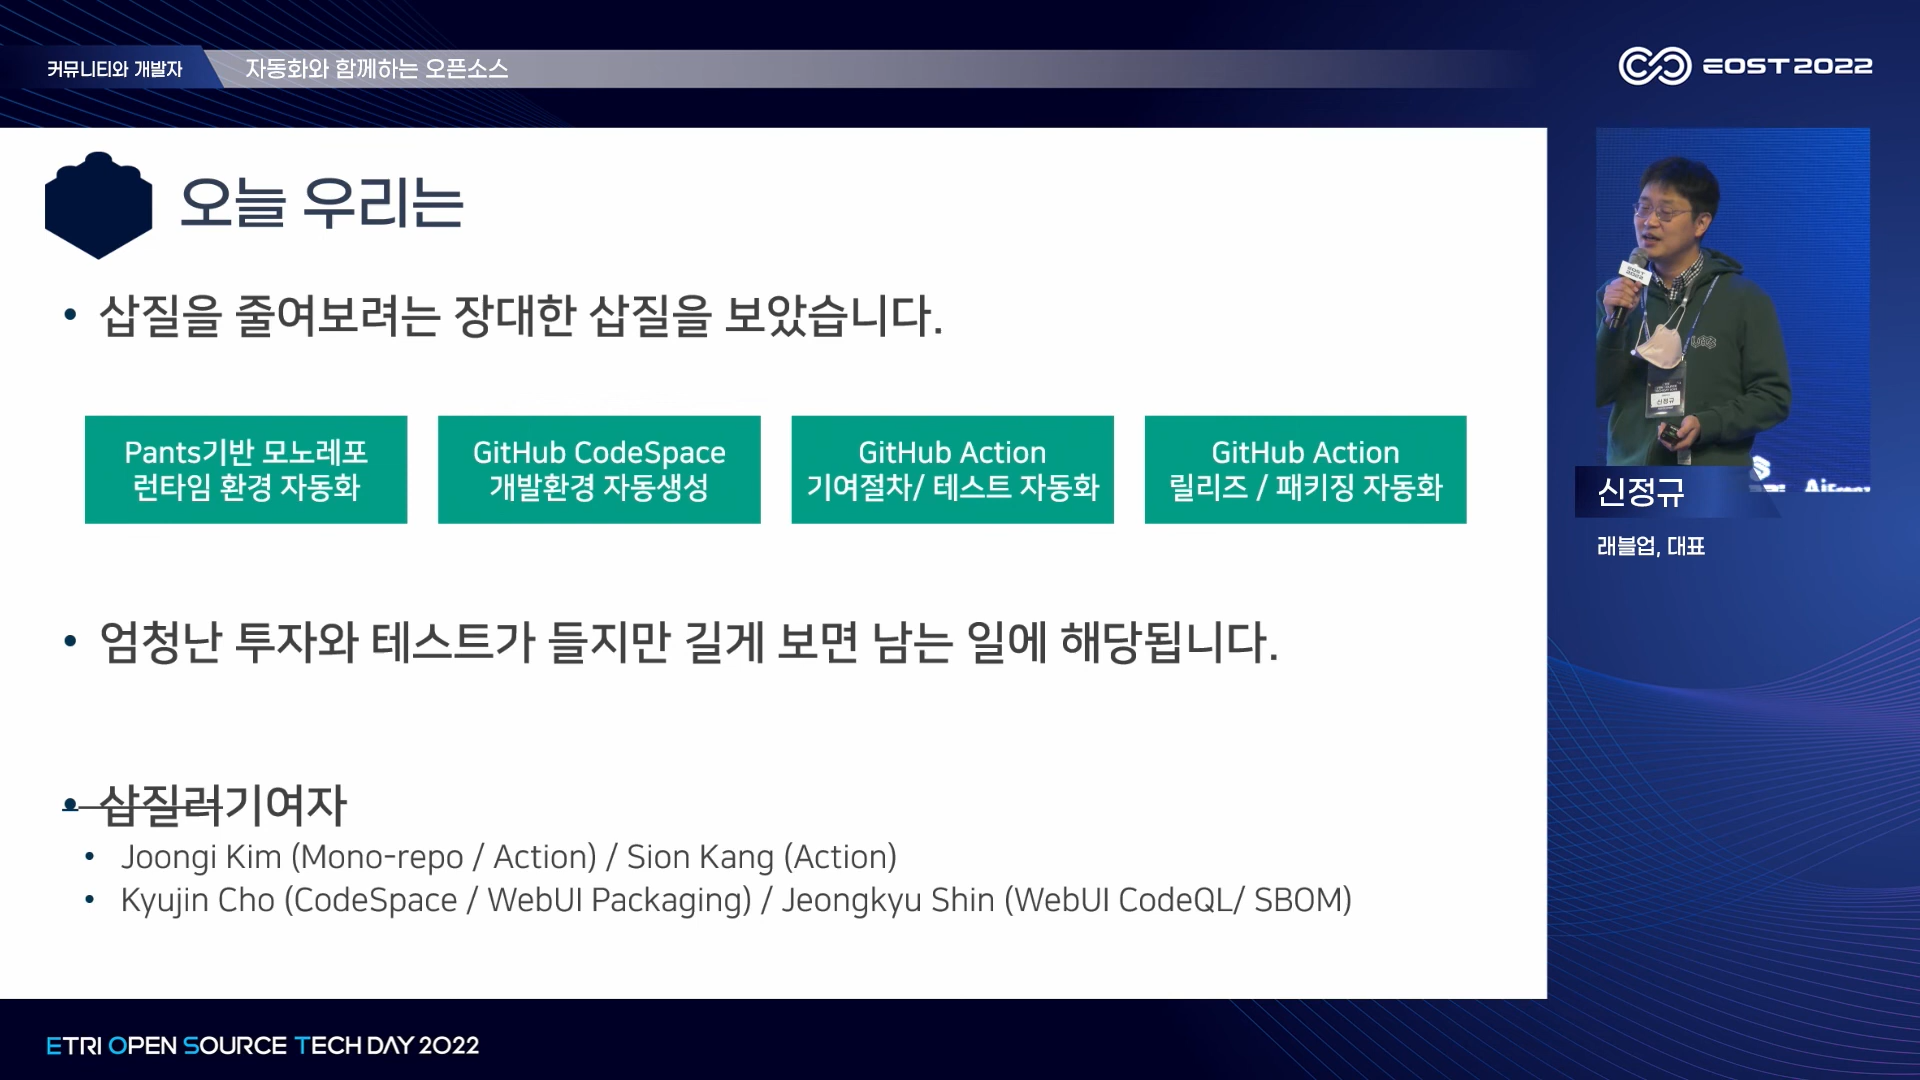 커뮤니티와 개발자
자동화와 함께하는 오픈소스
EOST 2022
오늘 우리는
• 삽질을 줄여보려는 장대한 삽질을 보았습니다.
Pants기반 모노레포
런타임 환경 자동화
GitHub CodeSpace
개발환경 자동생성
GitHub Action
기여절차/ 테스트 자동화
GitHub Action
릴리즈 / 패키징 자동화
• 엄청난 투자와 테스트가 들지만 길게 보면 남는 일에 해당됩니다.
• 삽질러기여자
• Joongi Kim (Mono-repo / Action) / Sion Kang (Action)
• Kyujin Cho (CodeSpace / WebUI Packaging) / Jeongkyu Shin (WebUI CodeQL/ SBOM)
EOST
2022
신정규
신정규
래블업, 대표
ETRI OPEN SOURCE TECH DAY 2022